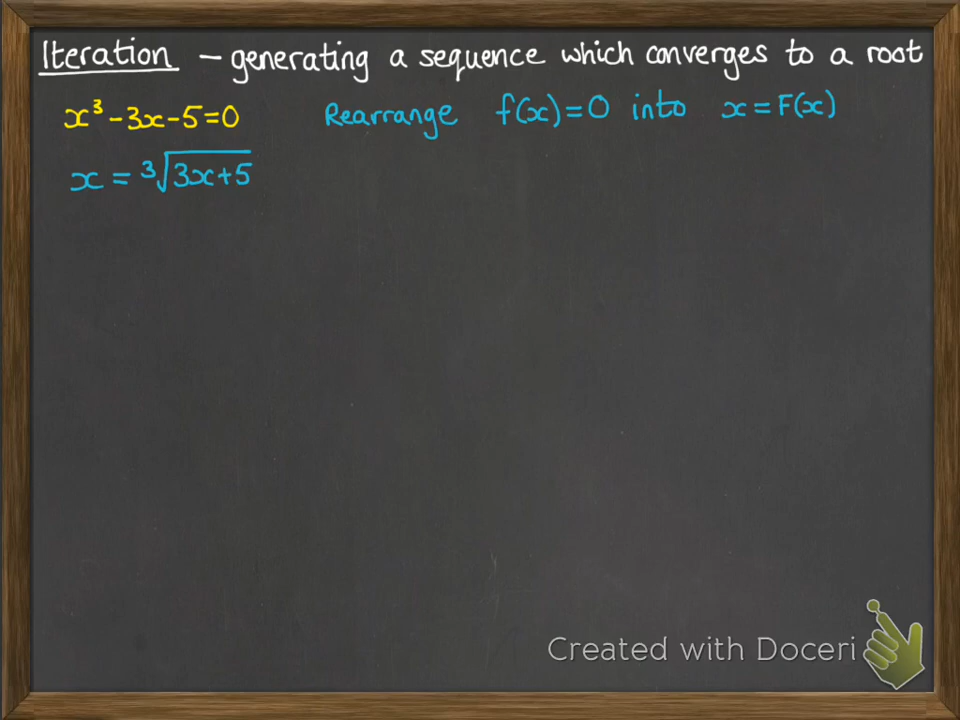 Iteration – generating a sequence which converges to a root
x³ - 3x - 5 = 0 Rearrange f(x) = 0 into x = F(x)
x = ³√(3x+5)
Created with Doceri